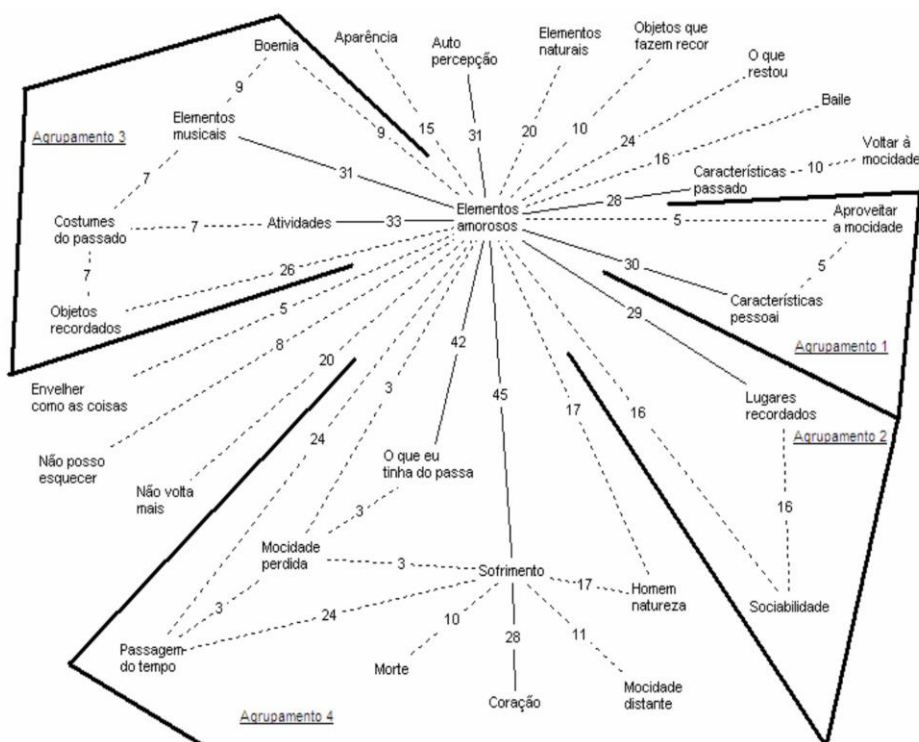 Boemia
Aparência
Auto
percepção
Elementos
naturais
Objetos que
fazem recor
O que
restou
Baile
Voltar à
mocidade
9
Elementos
musicais
Agrupamento 3
9
15
31
20
10
24
16
10
Características
passado
28
31
7
Costumes
do passado
7
Atividades
33
Elementos
amorosos
5
Aproveitar
a mocidade
7
26
30
5
Objetos
recordados
5
29
Características
pessoai
Agrupamento 1
8
42
Envelher
como as coisas
20
3
45
17
16
Lugares
recordados
Agrupamento 2
24
Não posso
esquecer
O que eu
tinha do passa
Não volta
mais
3
16
Mocidade
perdida
3
Sofrimento
17
Homem
natureza
Sociabilidade
3
24
Passagem
do tempo
10
28
11
Morte
Coração
Mocidade
distante
Agrupamento 4